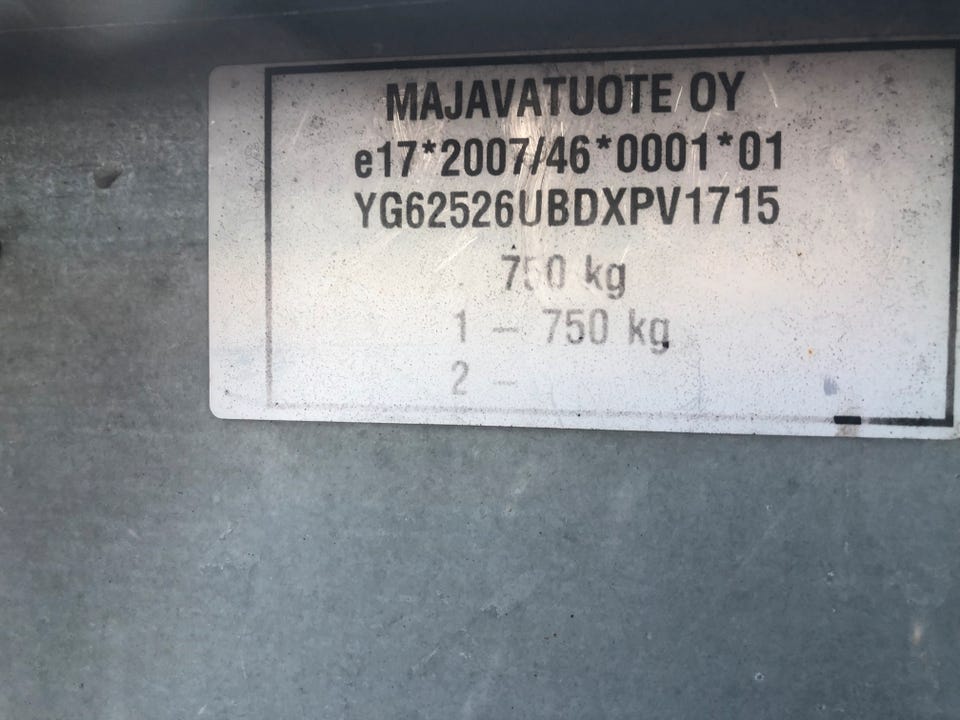 MAJAVATUOTE OY
e17*2007/46*0001*01
YG62526UBDXPV1715
750 kg
1 – 750 kg
2 –